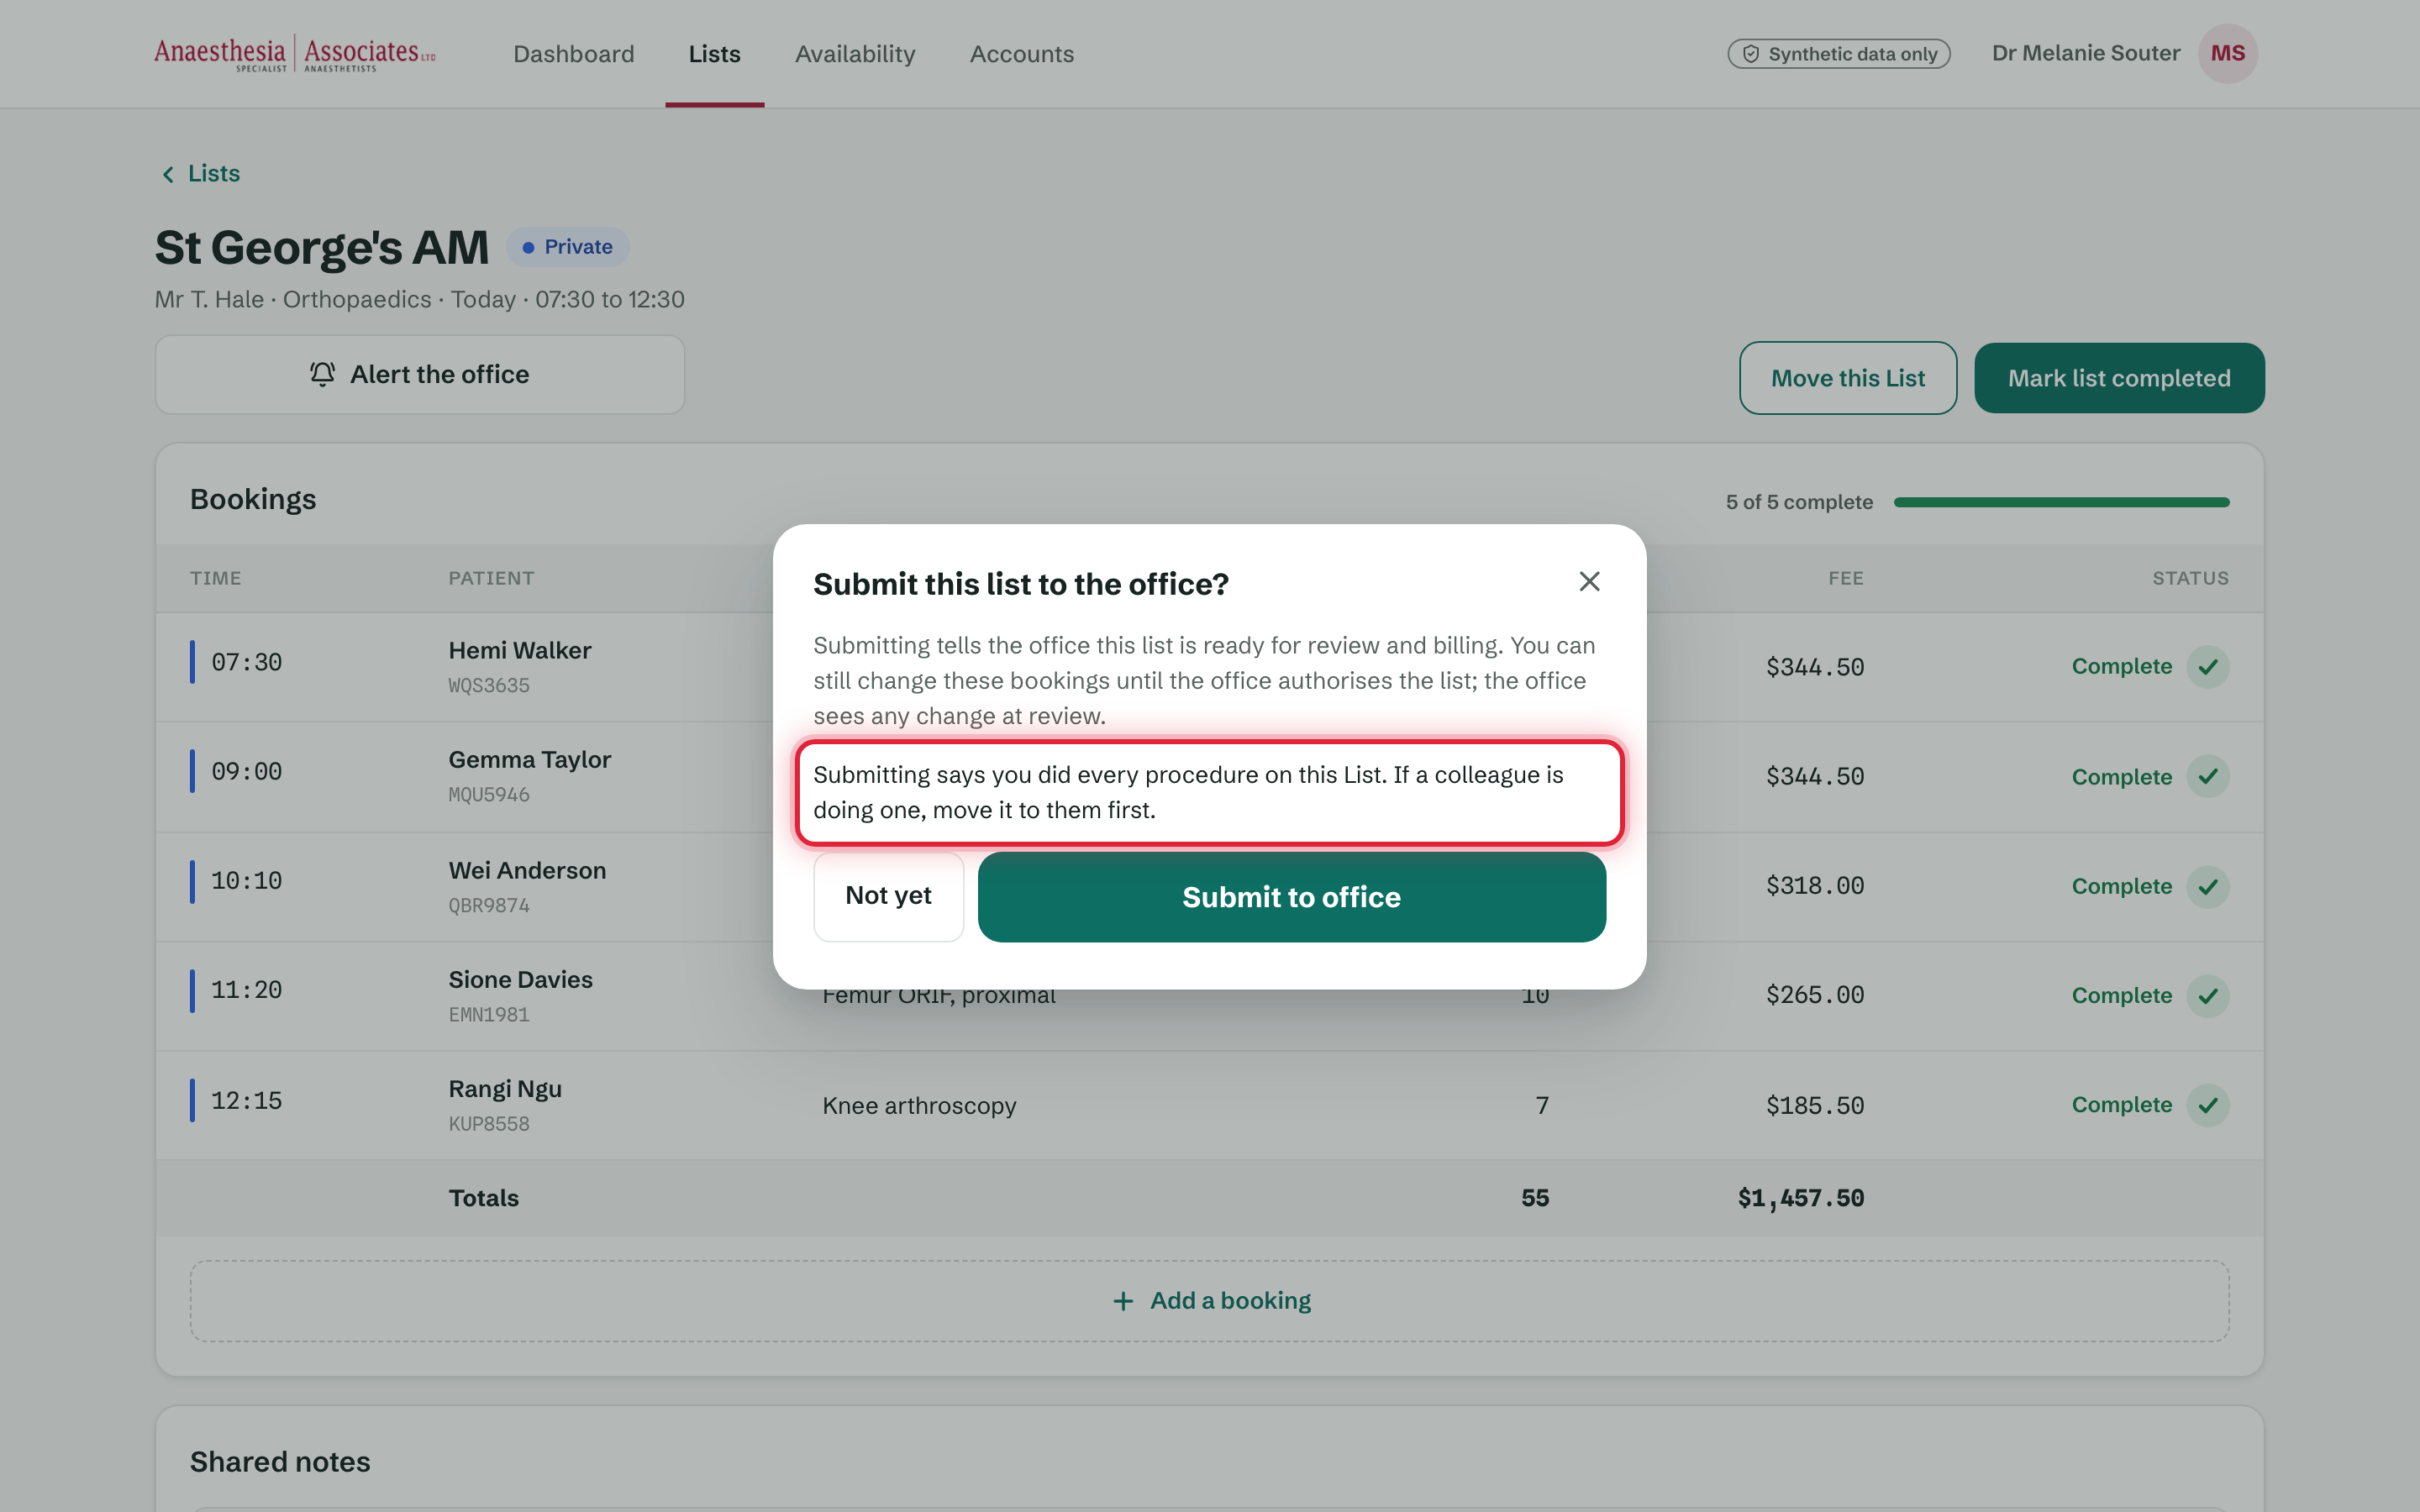 Anaesthesia | Associates LTD
SPECIALIST ANAESTHETISTS
Dashboard
Lists
Availability
Accounts
Synthetic data only
Dr Melanie Souter
MS
Lists
St George's AM
Private
Mr T. Hale · Orthopaedics · Today · 07:30 to 12:30
Alert the office
Move this List
Mark list completed
Bookings
5 of 5 complete
TIME PATIENT FEE STATUS
07:30 Hemi Walker $344.50 Complete
WQS3635
09:00 Gemma Taylor $344.50 Complete
MQU5946
10:10 Wei Anderson $318.00 Complete
QBR9874
11:20 Sione Davies Femur ORIF, proximal 10 $265.00 Complete
EMN1981
12:15 Rangi Ngu Knee arthroscopy 7 $185.50 Complete
KUP8558
Totals 55 $1,457.50
Add a booking
Shared notes
Submit this list to the office?
Submitting tells the office this list is ready for review and billing. You can
still change these bookings until the office authorises the list; the office
sees any change at review.
Submitting says you did every procedure on this List. If a colleague is
doing one, move it to them first.
Not yet
Submit to office